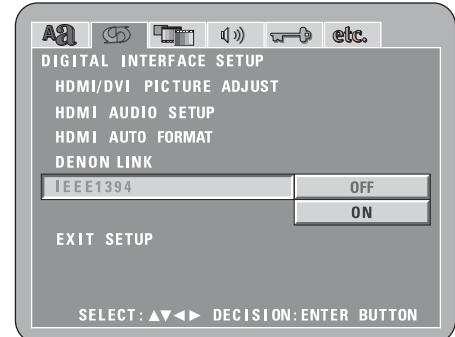 Aa etc.
DIGITAL INTERFACE SETUP
HDMI/DVI PICTURE ADJUST
HDMI AUDIO SETUP
HDMI AUTO FORMAT
DENON LINK
IEEE1394 OFF
ON
EXIT SETUP
SELECT:▲▼◀▶ DECISION:ENTER BUTTON